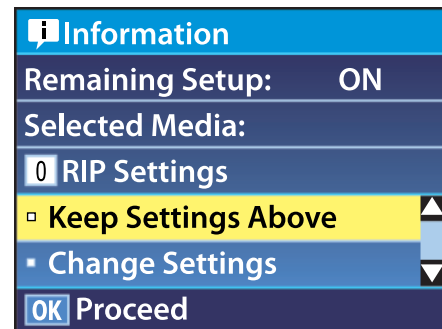 Information
Remaining Setup: ON
Selected Media:
0 RIP Settings
Keep Settings Above
Change Settings
OK Proceed